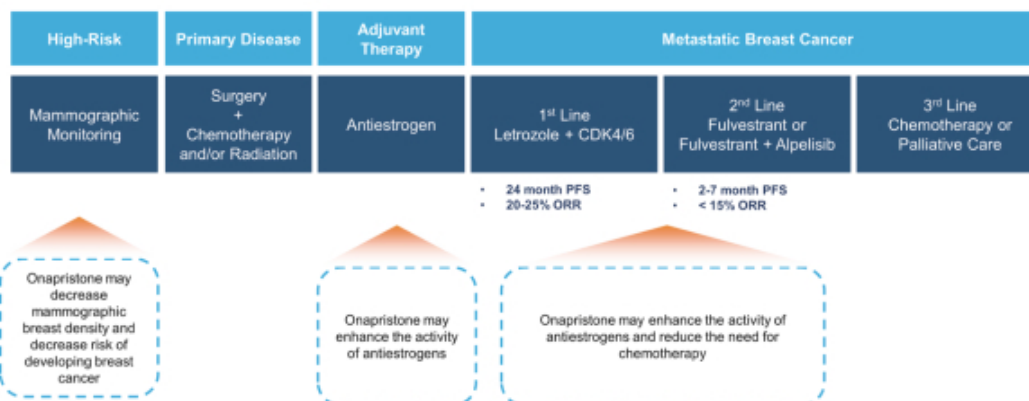 High-Risk
Primary Disease
Adjuvant
Therapy
Metastatic Breast Cancer
Mammographic
Monitoring
Surgery
+
Chemotherapy
and/or Radiation
Antiestrogen
1st Line
Letrozole + CDK4/6
2nd Line
Fulvestrant or
Fulvestrant + Alpelisib
3rd Line
Chemotherapy or
Palliative Care
• 24 month PFS
• 20-25% ORR
• 2-7 month PFS
• < 15% ORR
Onapristone may
decrease
mammographic
breast density and
decrease risk of
developing breast
cancer
Onapristone may
enhance the activity
of antiestrogens
Onapristone may enhance the activity of
antiestrogens and reduce the need for
chemotherapy